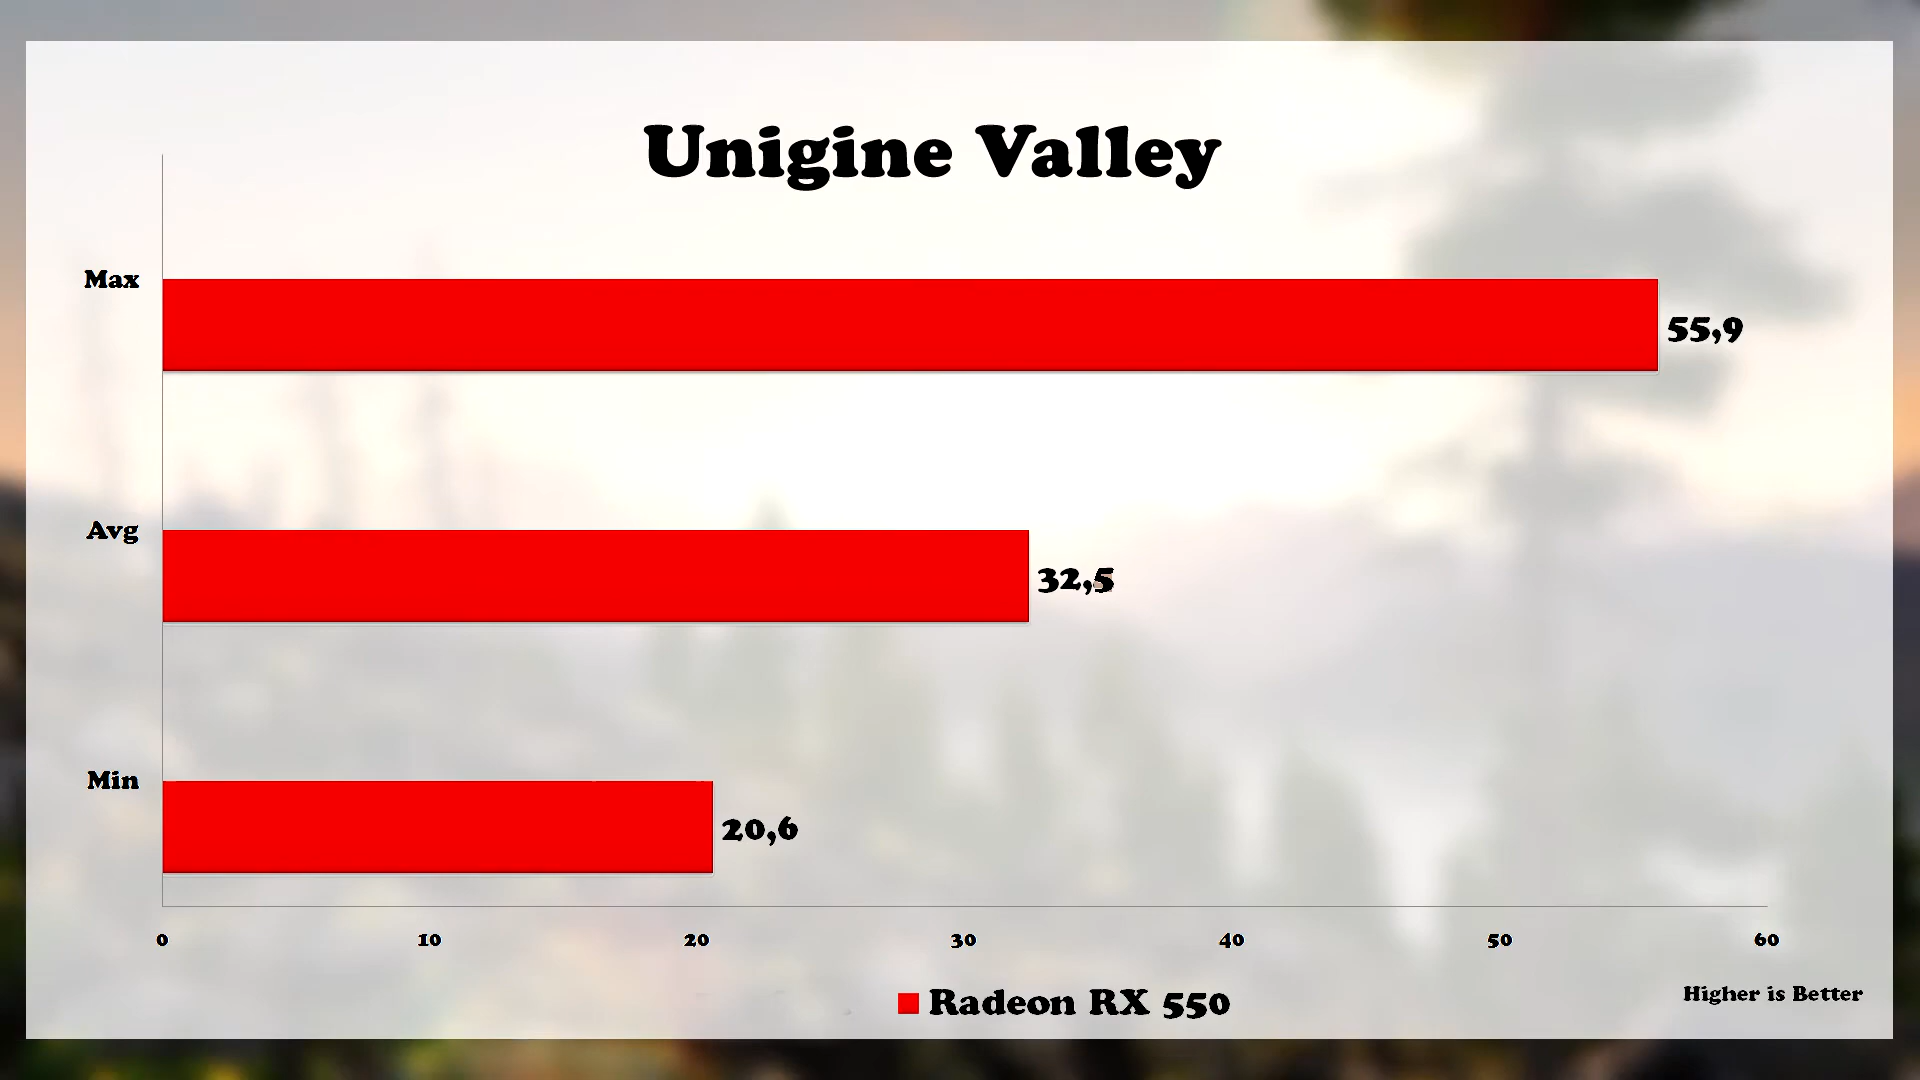 Unigine Valley
Max
55,9
Avg
32,5
Min
20,6
0 10 20 30 40 50 60
Radeon RX 550
Higher is Better